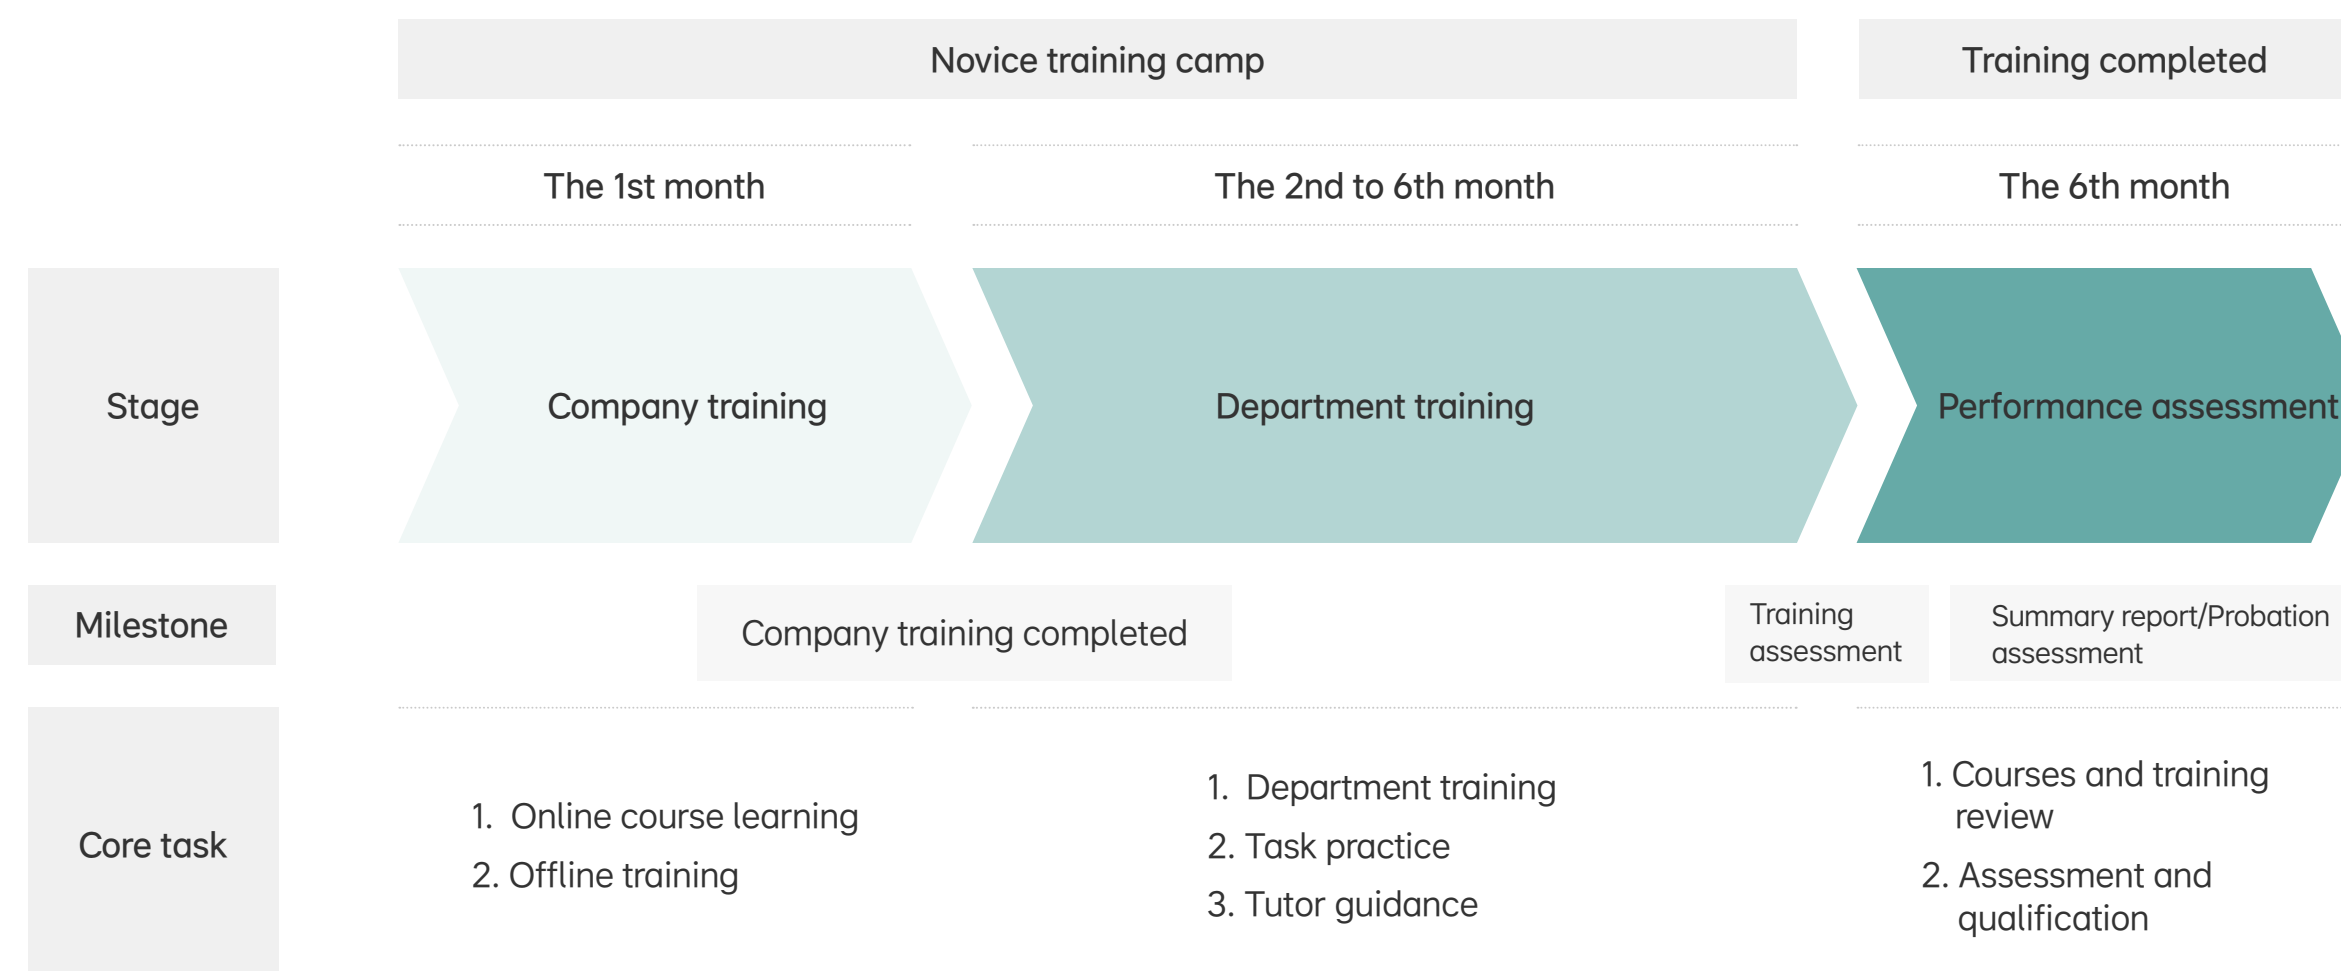 Novice training camp
Training completed
The 1st month
The 2nd to 6th month
The 6th month
Stage
Company training
Department training
Performance assessment
Milestone
Company training completed
Training
assessment
Summary report/Probation
assessment
Core task
1. Online course learning
2. Offline training
1. Department training
2. Task practice
3. Tutor guidance
1. Courses and training
review
2. Assessment and
qualification